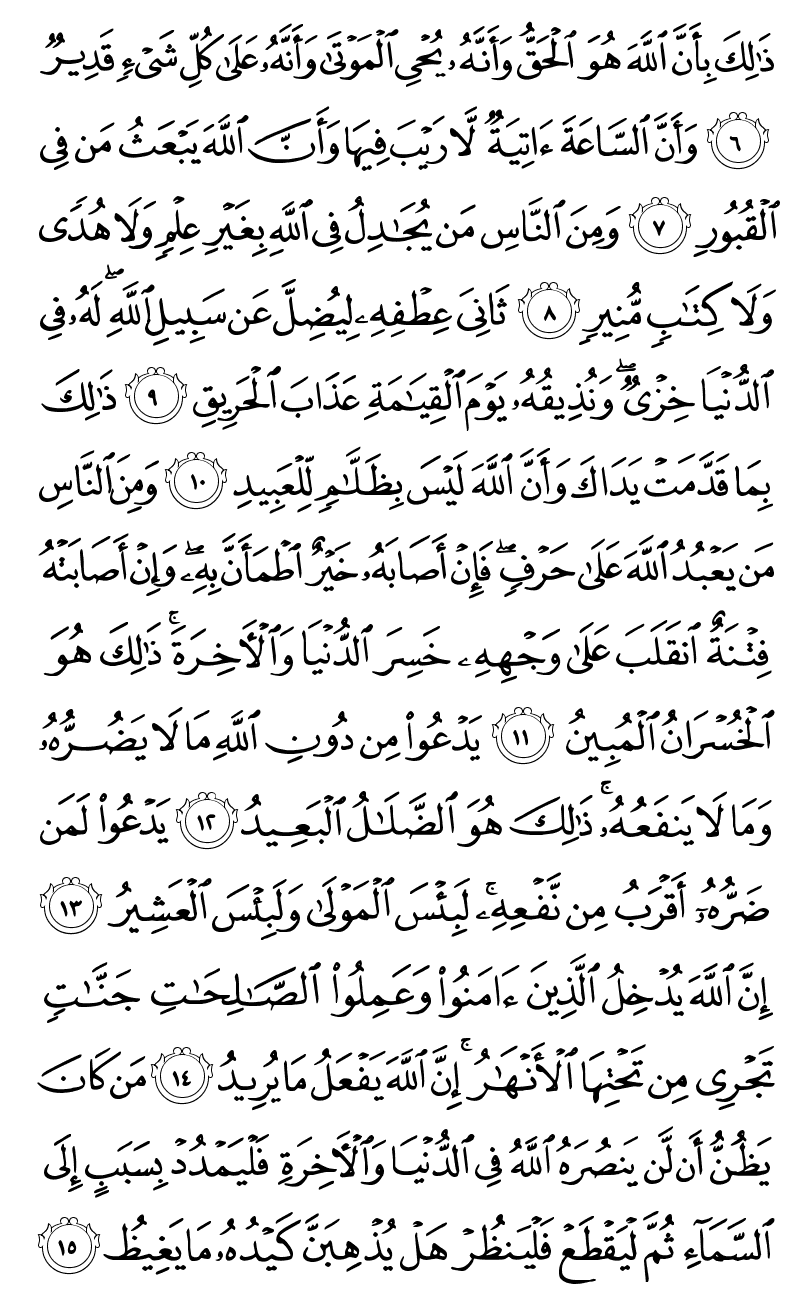 ذَٰلِكَ بِأَنَّ ٱللَّهَ هُوَ ٱلْحَقُّ وَأَنَّهُۥ يُحْىِ ٱلْمَوْتَىٰ وَأَنَّهُۥ عَلَىٰ كُلِّ شَىْءٍ قَدِيرٌ
٦ وَأَنَّ ٱلسَّاعَةَ ءَاتِيَةٌ لَّا رَيْبَ فِيهَا وَأَنَّ ٱللَّهَ يَبْعَثُ مَن فِى
ٱلْقُبُورِ ٧ وَمِنَ ٱلنَّاسِ مَن يُجَٰدِلُ فِى ٱللَّهِ بِغَيْرِ عِلْمٍ وَلَا هُدًى
وَلَا كِتَٰبٍ مُّنِيرٍ ٨ ثَانِىَ عِطْفِهِۦ لِيُضِلَّ عَن سَبِيلِ ٱللَّهِ ۖ لَهُۥ فِى
ٱلدُّنْيَا خِزْىٌ ۖ وَنُذِيقُهُۥ يَوْمَ ٱلْقِيَٰمَةِ عَذَابَ ٱلْحَرِيقِ ٩ ذَٰلِكَ
بِمَا قَدَّمَتْ يَدَاكَ وَأَنَّ ٱللَّهَ لَيْسَ بِظَلَّٰمٍ لِّلْعَبِيدِ ١٠ وَمِنَ ٱلنَّاسِ
مَن يَعْبُدُ ٱللَّهَ عَلَىٰ حَرْفٍ ۖ فَإِنْ أَصَابَهُۥ خَيْرٌ ٱطْمَأَنَّ بِهِۦ ۖ وَإِنْ أَصَابَتْهُ
فِتْنَةٌ ٱنقَلَبَ عَلَىٰ وَجْهِهِۦ خَسِرَ ٱلدُّنْيَا وَٱلْـَٔاخِرَةَ ۚ ذَٰلِكَ هُوَ
ٱلْخُسْرَانُ ٱلْمُبِينُ ١١ يَدْعُوا۟ مِن دُونِ ٱللَّهِ مَا لَا يَضُرُّهُۥ
وَمَا لَا يَنفَعُهُۥ ۚ ذَٰلِكَ هُوَ ٱلضَّلَٰلُ ٱلْبَعِيدُ ١٢ يَدْعُوا۟ لَمَن
ضَرُّهُۥٓ أَقْرَبُ مِن نَّفْعِهِۦ ۚ لَبِئْسَ ٱلْمَوْلَىٰ وَلَبِئْسَ ٱلْعَشِيرُ ١٣
إِنَّ ٱللَّهَ يُدْخِلُ ٱلَّذِينَ ءَامَنُوا۟ وَعَمِلُوا۟ ٱلصَّٰلِحَٰتِ جَنَّٰتٍ
تَجْرِى مِن تَحْتِهَا ٱلْأَنْهَٰرُ ۚ إِنَّ ٱللَّهَ يَفْعَلُ مَا يُرِيدُ ١٤ مَن كَانَ
يَظُنُّ أَن لَّن يَنصُرَهُ ٱللَّهُ فِى ٱلدُّنْيَا وَٱلْـَٔاخِرَةِ فَلْيَمْدُدْ بِسَبَبٍ إِلَى
ٱلسَّمَآءِ ثُمَّ لْيَقْطَعْ فَلْيَنظُرْ هَلْ يُذْهِبَنَّ كَيْدُهُۥ مَا يَغِيظُ ١٥